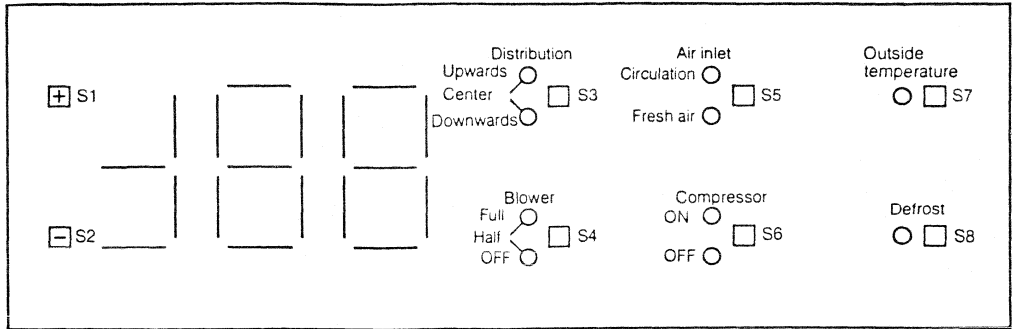 + S1
- S2
Distribution
Upwards
Center
Downwards
S3
Air inlet
Circulation
Fresh air
S5
Outside
temperature
S7
Blower
Full
Half
OFF
S4
Compressor
ON
OFF
S6
Defrost
S8